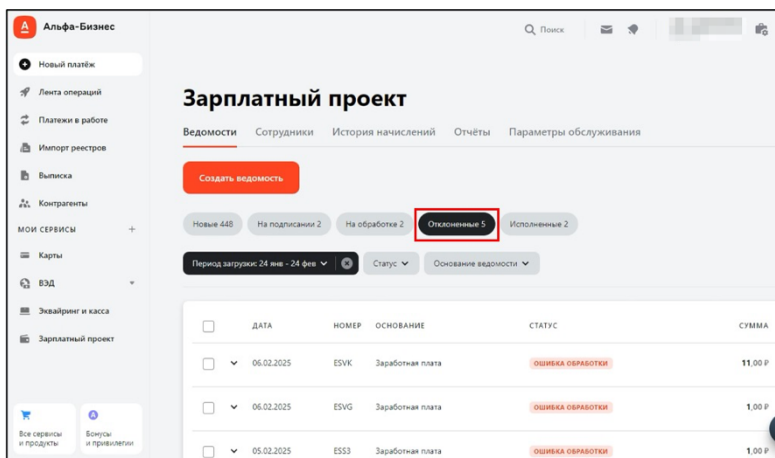 Альфа-Бизнес
Поиск
Новый платёж
Лента операций
Платежи в работе
Импорт реестров
Выписка
Контрагенты
МОИ СЕРВИСЫ
Карты
ВЭД
Эквайринг и касса
Зарплатный проект
Все сервисы и продукты
Бонусы и привилегии
Зарплатный проект
Ведомости Сотрудники История начислений Отчёты Параметры обслуживания
Создать ведомость
Новые 448 На подписании 2 На обработке 2 Отклоненные 5 Исполненные 2
Период загрузки: 24 янв - 24 фев Статус Основание ведомости
ДАТА НОМЕР ОСНОВАНИЕ СТАТУС СУММА
06.02.2025 ESVK Заработная плата ОШИБКА ОБРАБОТКИ 11,00 ₽
06.02.2025 ESVG Заработная плата ОШИБКА ОБРАБОТКИ 1,00 ₽
05.02.2025 ESS3 Заработная плата ОШИБКА ОБРАБОТКИ 1,00 ₽